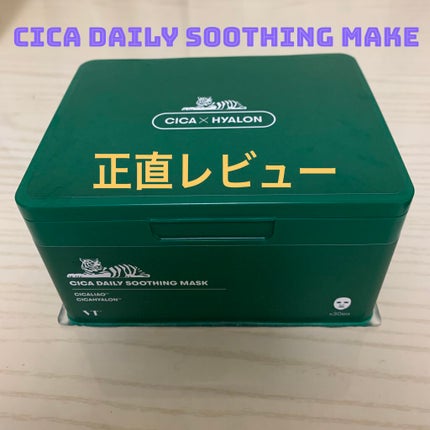 CICA DAILY SOOTHING MAKE
CICA × HYALON
正直レビュー
CICA DAILY SOOTHING MASK
CICALIAO™
CICAHYALON™
VT
x30ea